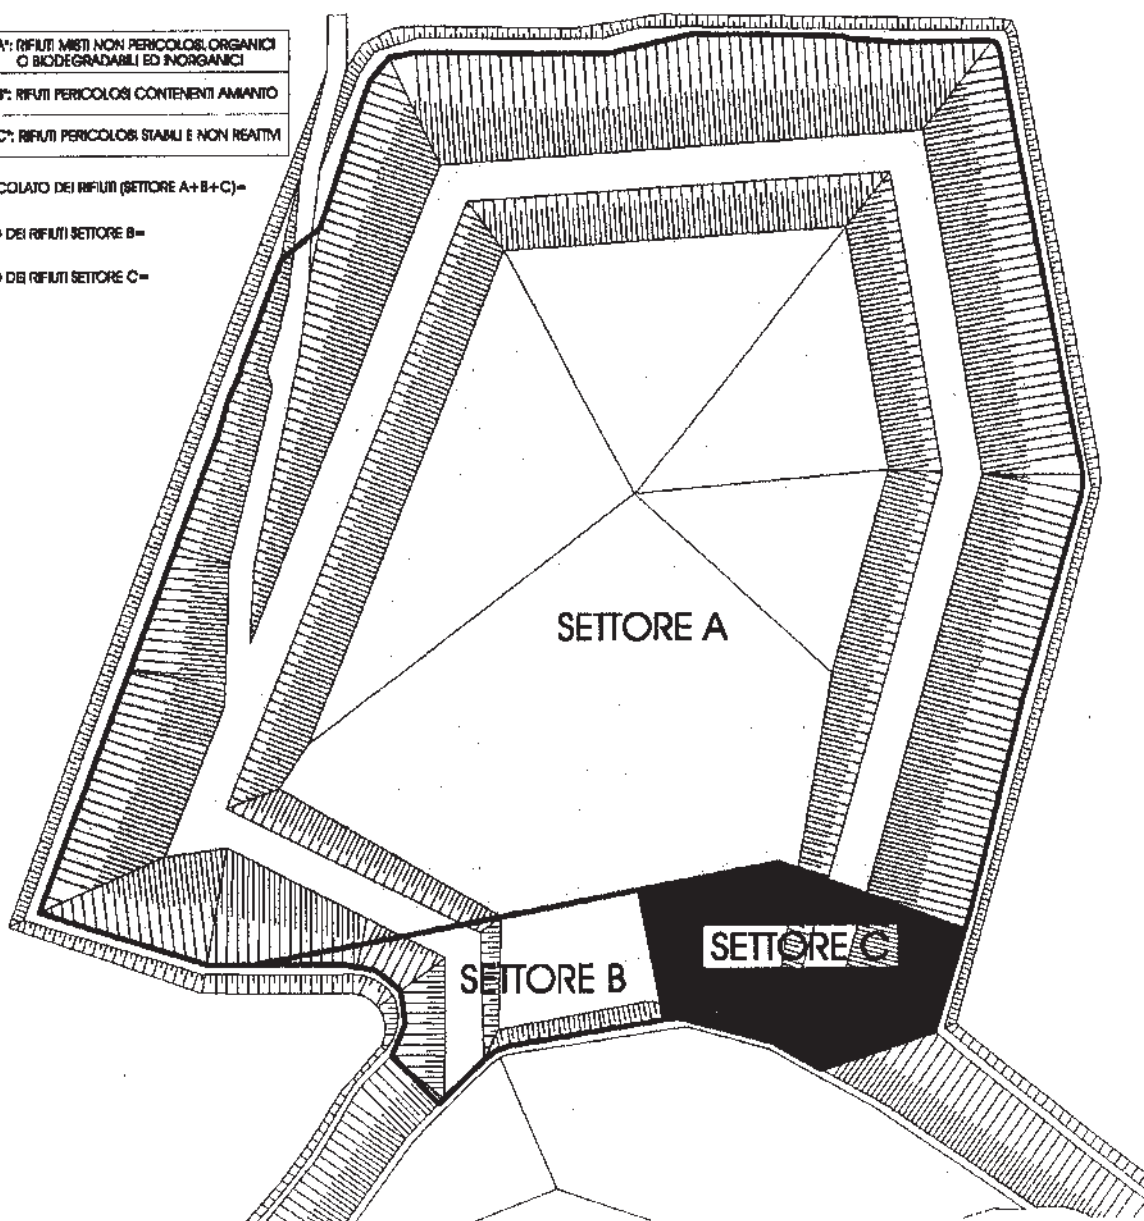 A": RIFIUTI MISTI NON PERICOLOSI, ORGANICI
O BIODEGRADABILI ED INORGANICI
B": RIFIUTI PERICOLOSI CONTENENTI AMIANTO
C": RIFIUTI PERICOLOSI STABILI E NON REATTIVI
COLATO DEI RIFIUTI (SETTORE A+B+C)=
DEI RIFIUTI SETTORE B=
DEI RIFIUTI SETTORE C=
SETTORE A
SETTORE C
SETTORE B